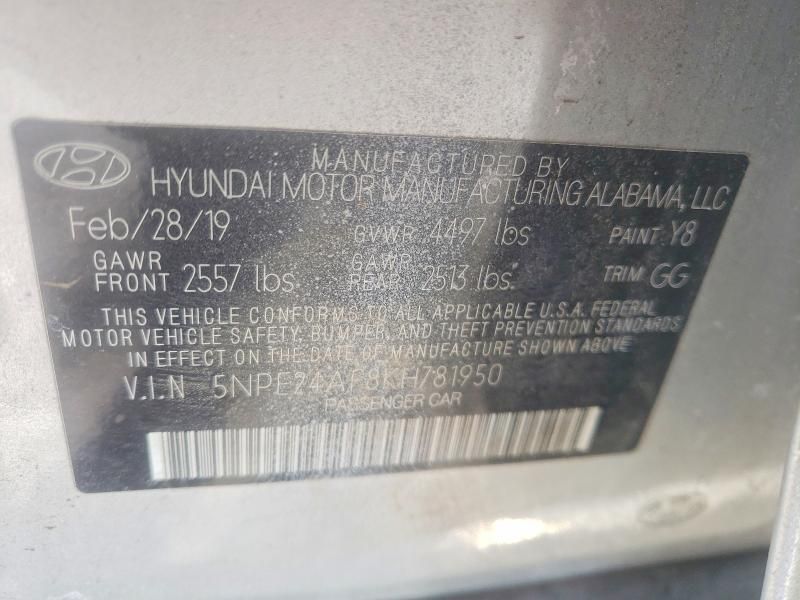 MANUFACTURED BY
HYUNDAI MOTOR MANUFACTURING ALABAMA, LLC
Feb/28/19 GVWR 4497 lbs PAINT Y8
GAWR FRONT 2557 lbs GAWR REAR 2513 lbs. TRIM GG
THIS VEHICLE CONFORMS TO ALL APPLICABLE U.S.A. FEDERAL
MOTOR VEHICLE SAFETY, BUMPER, AND THEFT PREVENTION STANDARDS
IN EFFECT ON THE DATE OF MANUFACTURE SHOWN ABOVE
V.I.N 5NPE24AF8KH781950
PASSENGER CAR